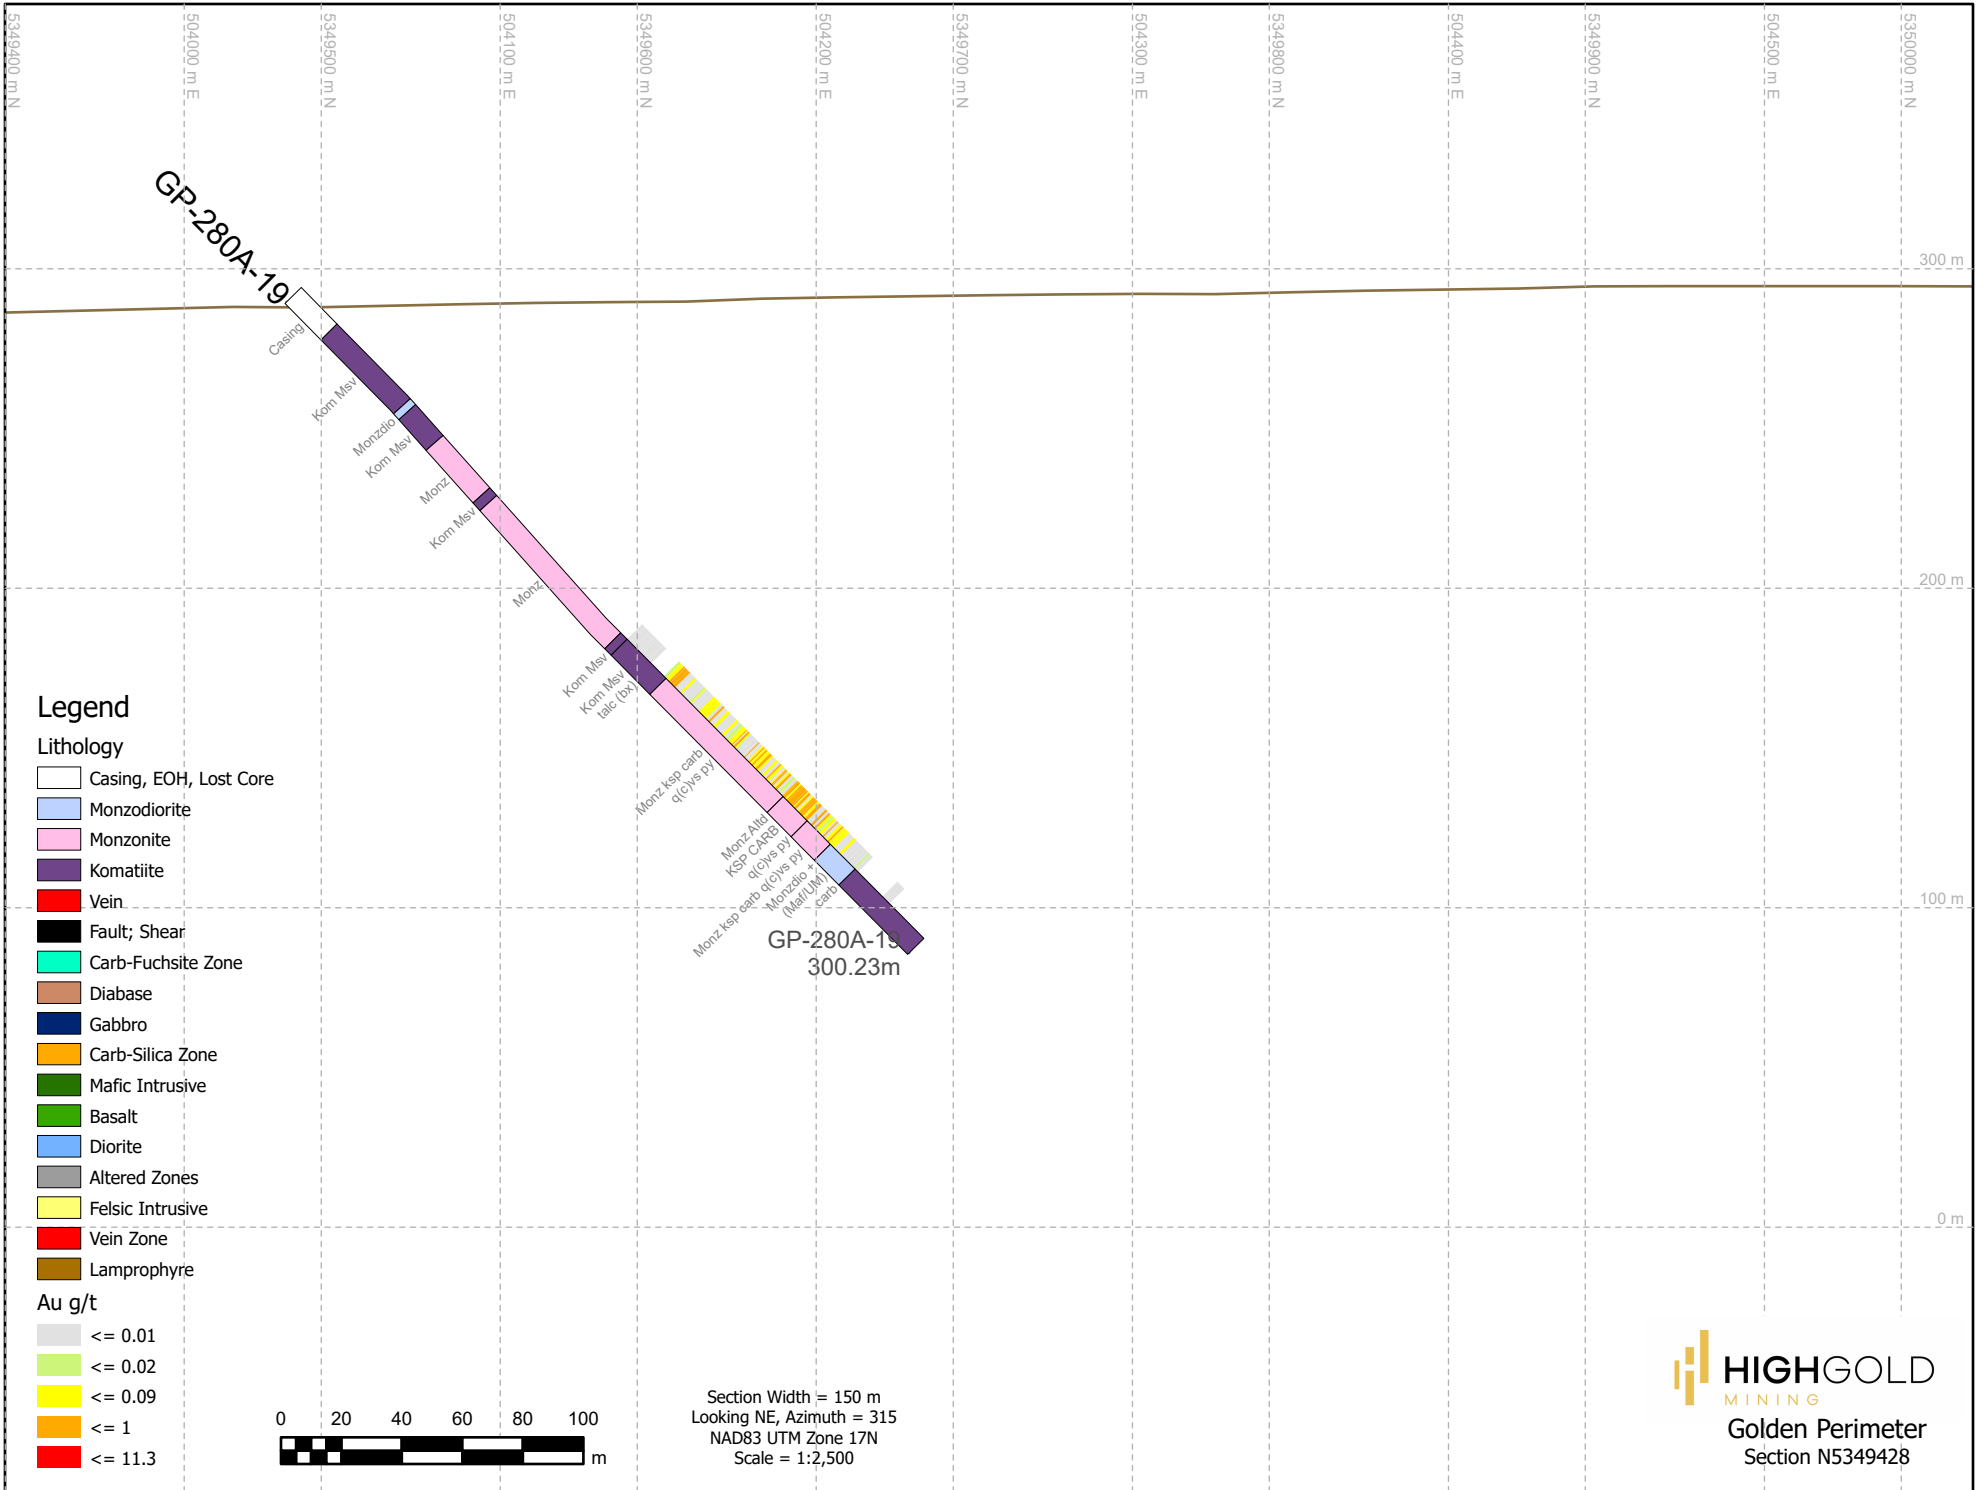 5349400 m N
504000 m E
5349500 m N
504100 m E
5349600 m N
504200 m E
5349700 m N
504300 m E
5349800 m N
504400 m E
5349900 m N
504500 m E
5350000 m N
GP-280A-19
300 m
Casing
Kom Msv
Monzdio
Kom Msv
Monz
Kom Msv
200 m
Monz
Kom Msv
Kom Msv
talc (bx)
Monz ksp carb
q(c)vs py
Monz Altd
KSP CARB
q(c)vs py
Monz ksp carb q(c)vs py
Monzdio +
(Maf/UM)
carb
100 m
GP-280A-19
300.23m
0 m
Legend
Lithology
Casing, EOH, Lost Core
Monzodiorite
Monzonite
Komatiite
Vein
Fault; Shear
Carb-Fuchsite Zone
Diabase
Gabbro
Carb-Silica Zone
Mafic Intrusive
Basalt
Diorite
Altered Zones
Felsic Intrusive
Vein Zone
Lamprophyre
Au g/t
<= 0.01
<= 0.02
<= 0.09
<= 1
<= 11.3
0 20 40 60 80 100
m
Section Width = 150 m
Looking NE, Azimuth = 315
NAD83 UTM Zone 17N
Scale = 1:2,500
HIGHGOLD
MINING
Golden Perimeter
Section N5349428